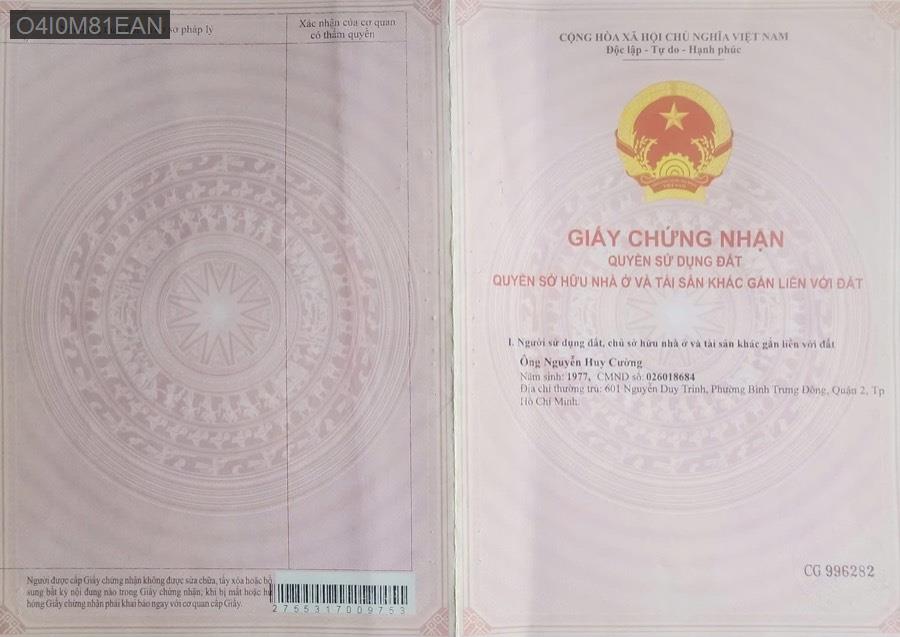 O4I0M81EAN
sơ pháp lý
Xác nhận của cơ quan
có thẩm quyền
Người được cấp Giấy chứng nhận không được sửa chữa, tẩy xóa hoặc bổ
sung bất kỳ nội dung nào trong Giấy chứng nhận; khi bị mất hoặc hư
hỏng Giấy chứng nhận phải khai báo ngay với cơ quan cấp Giấy.
2755317009753
CỘNG HÒA XÃ HỘI CHỦ NGHĨA VIỆT NAM
Độc lập - Tự do - Hạnh phúc
VIỆT NAM
GIẤY CHỨNG NHẬN
QUYỀN SỬ DỤNG ĐẤT
QUYỀN SỞ HỮU NHÀ Ở VÀ TÀI SẢN KHÁC GẮN LIỀN VỚI ĐẤT
I. Người sử dụng đất, chủ sở hữu nhà ở và tài sản khác gắn liền với đất
Ông Nguyễn Huy Cường
Năm sinh: 1977, CMND số: 026018684
Địa chỉ thường trú: 601 Nguyễn Duy Trinh, Phường Bình Trưng Đông, Quận 2, Tp
Hồ Chí Minh.
CG 996282